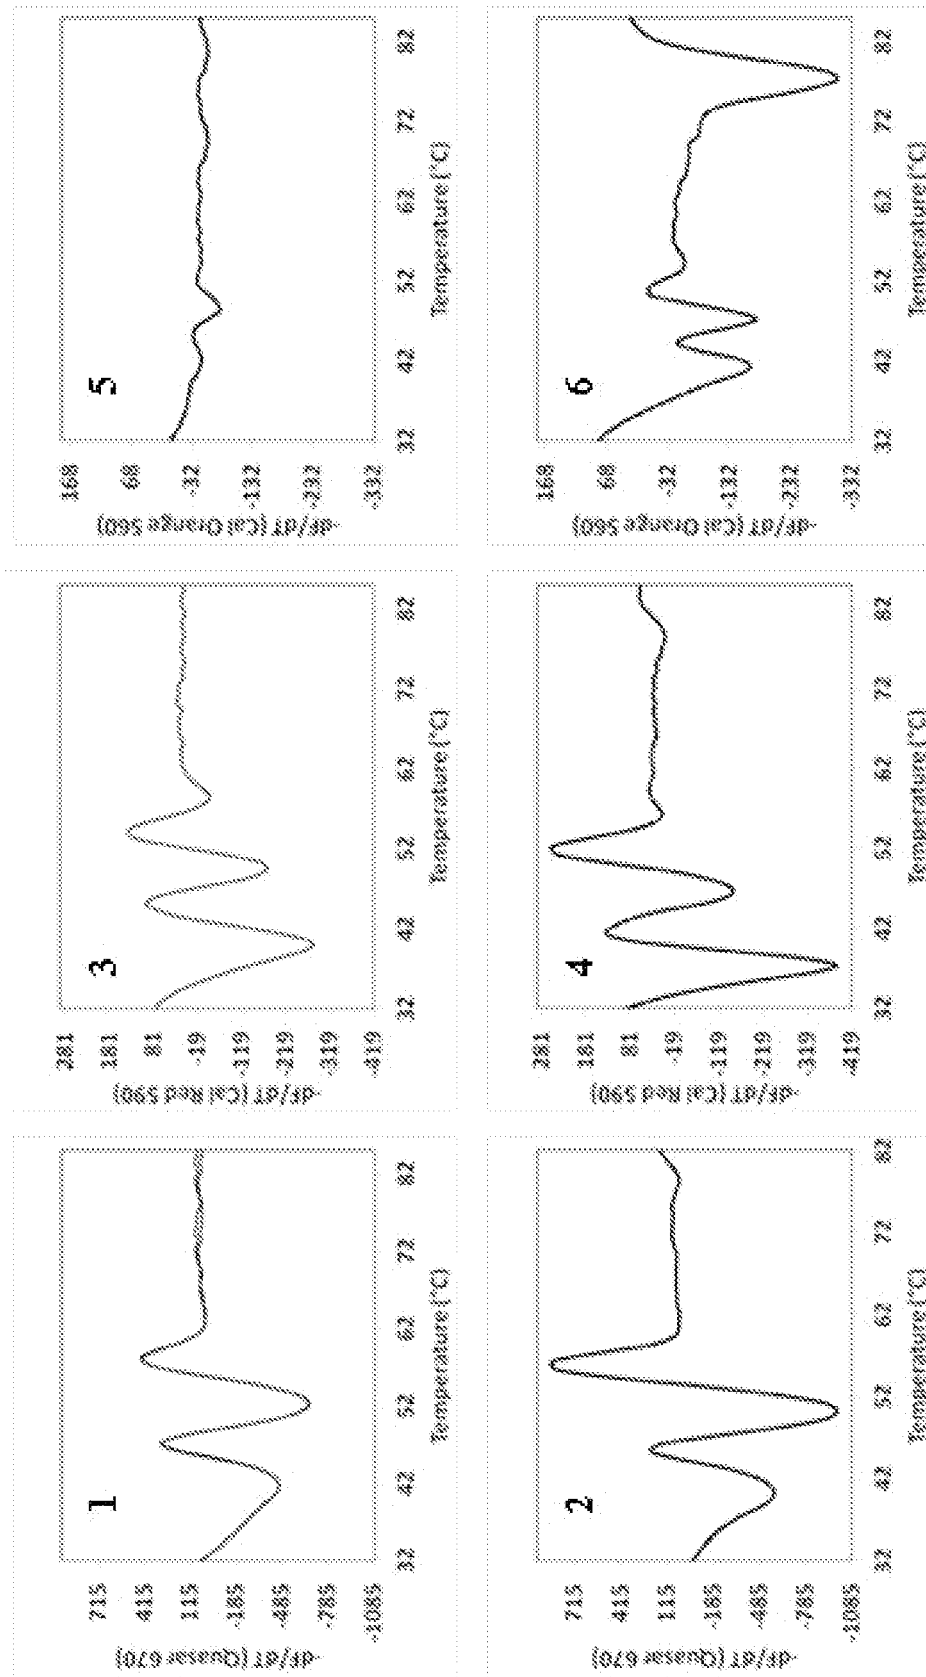 1
715
415
115
-185
-485
-1085
-dF/dT (Quasar 670)
32 42 52 62 72 82
Temperature (°C)
3
281
181
81
-19
-119
-219
-319
-419
-dF/dT (Cal Red 590)
32 42 52 62 72 82
Temperature (°C)
5
168
68
-32
-132
-232
-332
-dF/dT (Cal Orange 560)
32 42 52 62 72 82
Temperature (°C)
2
715
415
115
-185
-485
-1085
-dF/dT (Quasar 670)
32 42 52 62 72 82
Temperature (°C)
4
281
181
81
-19
-119
-219
-319
-419
-dF/dT (Cal Red 590)
32 42 52 62 72 82
Temperature (°C)
6
168
68
-32
-132
-232
-332
-dF/dT (Cal Orange 560)
32 42 52 62 72 82
Temperature (°C)